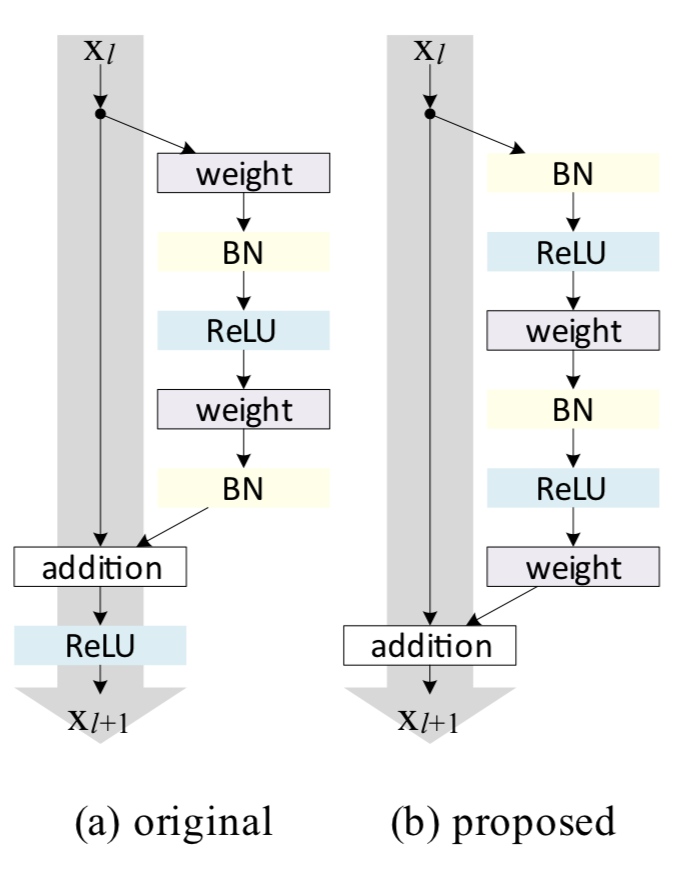 x_l
weight
BN
ReLU
weight
BN
addition
ReLU
x_{l+1}
(a) original
x_l
BN
ReLU
weight
BN
ReLU
weight
addition
x_{l+1}
(b) proposed